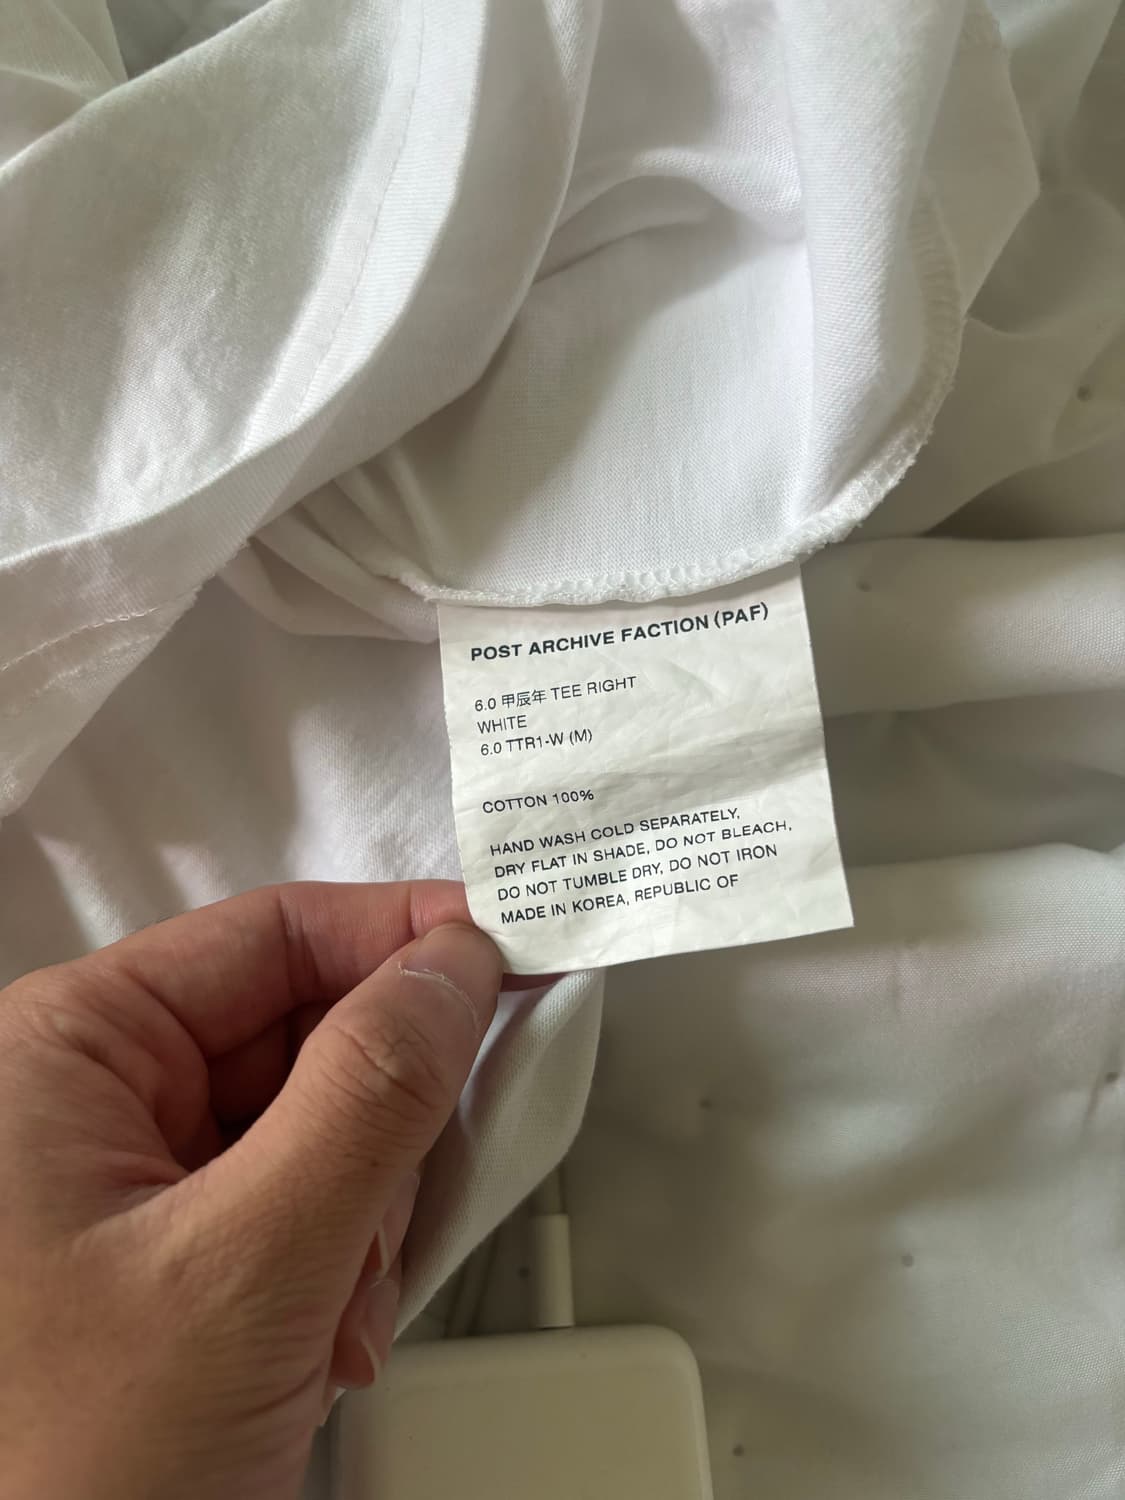 POST ARCHIVE FACTION (PAF)
6.0 甲辰年 TEE RIGHT
WHITE
6.0 TTR1-W (M)
COTTON 100%
HAND WASH COLD SEPARATELY,
DRY FLAT IN SHADE, DO NOT BLEACH,
DO NOT TUMBLE DRY, DO NOT IRON
MADE IN KOREA, REPUBLIC OF